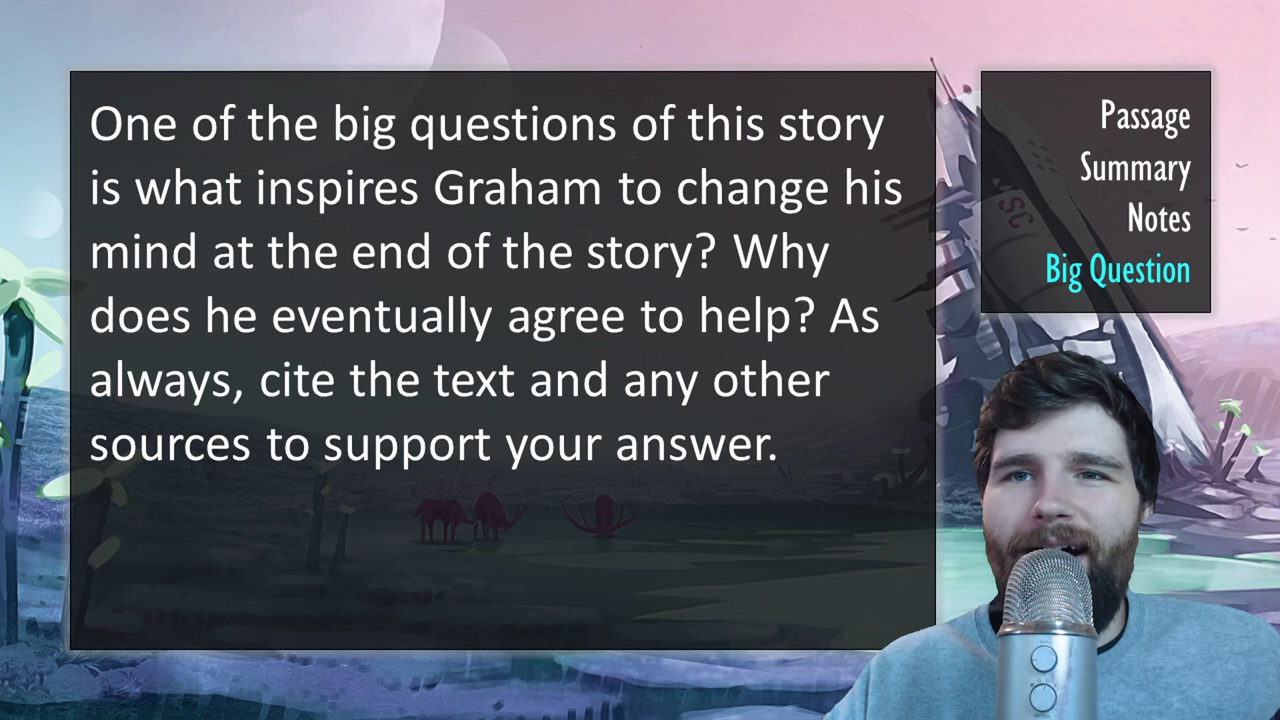 One of the big questions of this story
is what inspires Graham to change his
mind at the end of the story? Why
does he eventually agree to help? As
always, cite the text and any other
sources to support your answer.
Passage
Summary
Notes
Big Question